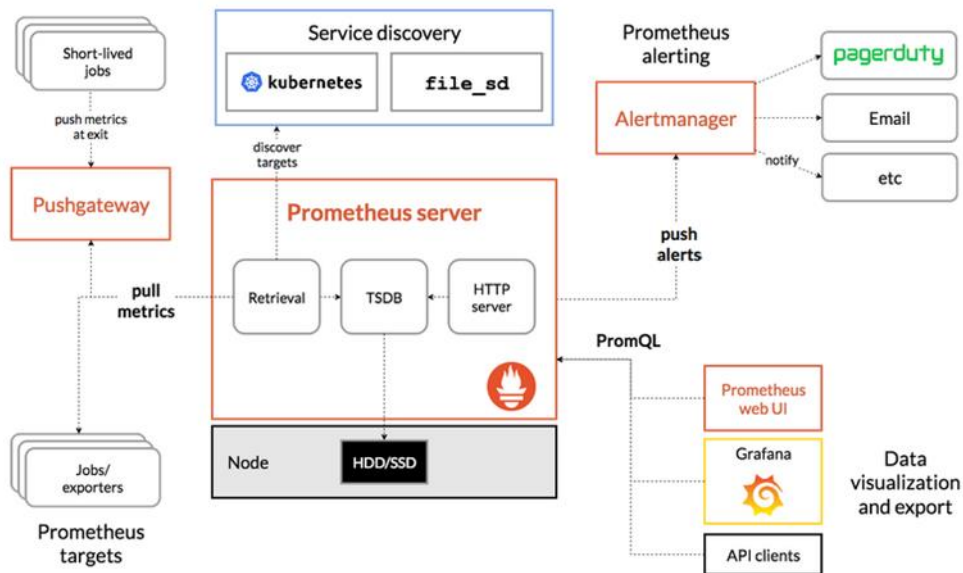 Short-lived
jobs
push metrics
at exit
Pushgateway
Service discovery
kubernetes
file_sd
discover
targets
Prometheus
alerting
Alertmanager
pagerduty
Email
notify
etc
Prometheus server
Retrieval
TSDB
HTTP
server
pull
metrics
push
alerts
PromQL
Node
HDD/SSD
Jobs/
exporters
Prometheus
targets
Prometheus
web UI
Grafana
API clients
Data
visualization
and export